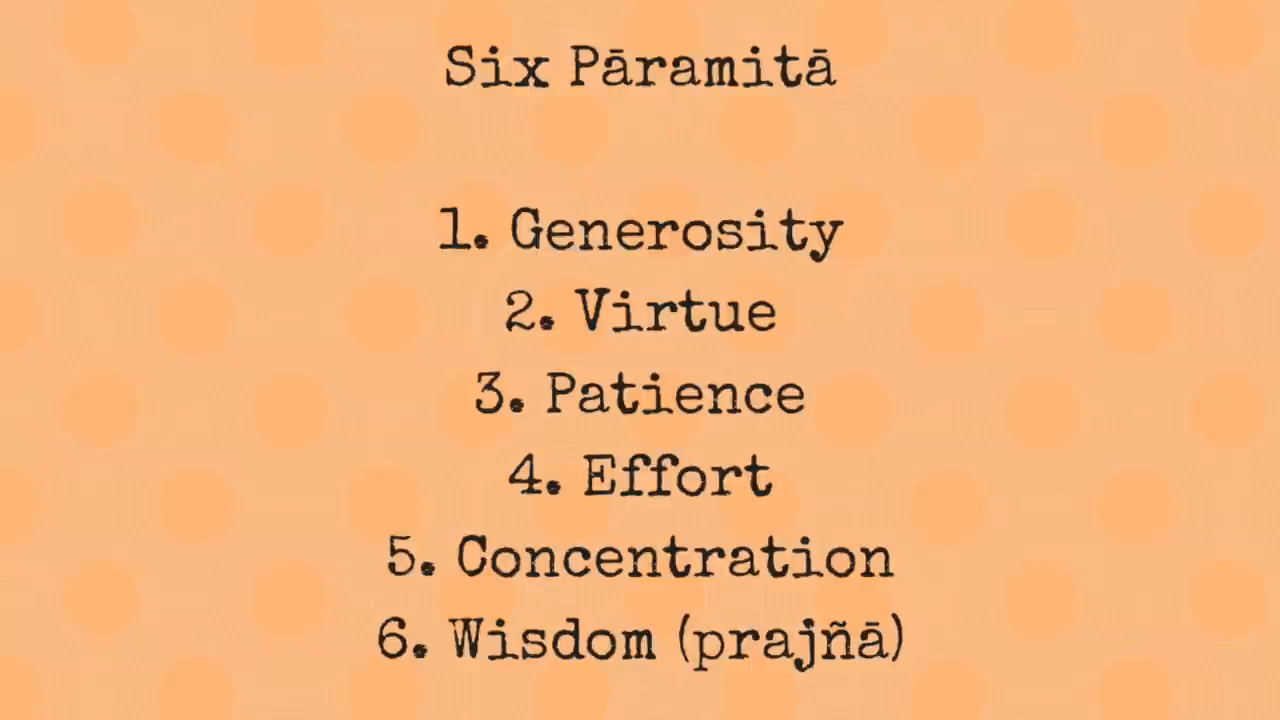 Six Pāramitā
1. Generosity
2. Virtue
3. Patience
4. Effort
5. Concentration
6. Wisdom (prajñā)